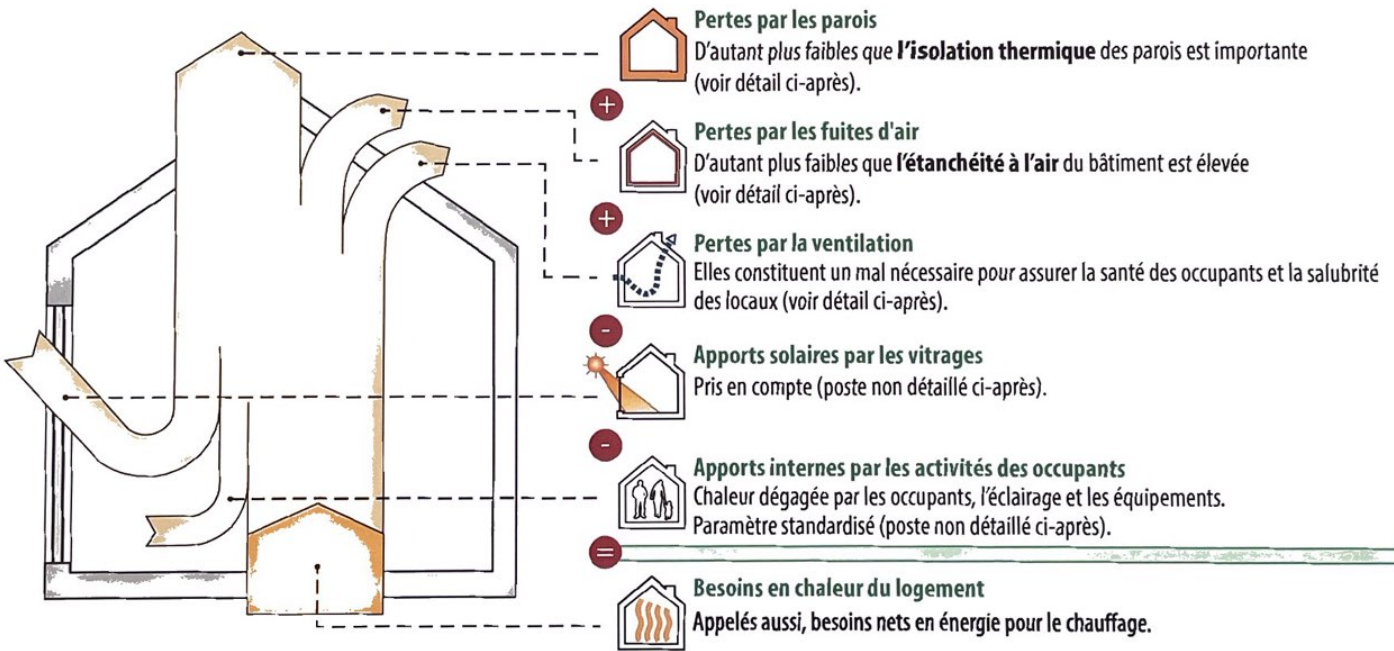 Pertes par les parois
D'autant plus faibles que l'isolation thermique des parois est importante
(voir détail ci-après).
+
Pertes par les fuites d'air
D'autant plus faibles que l'étanchéité à l'air du bâtiment est élevée
(voir détail ci-après).
+
Pertes par la ventilation
Elles constituent un mal nécessaire pour assurer la santé des occupants et la salubrité
des locaux (voir détail ci-après).
-
Apports solaires par les vitrages
Pris en compte (poste non détaillé ci-après).
-
Apports internes par les activités des occupants
Chaleur dégagée par les occupants, l'éclairage et les équipements.
Paramètre standardisé (poste non détaillé ci-après).
=
Besoins en chaleur du logement
Appelés aussi, besoins nets en énergie pour le chauffage.